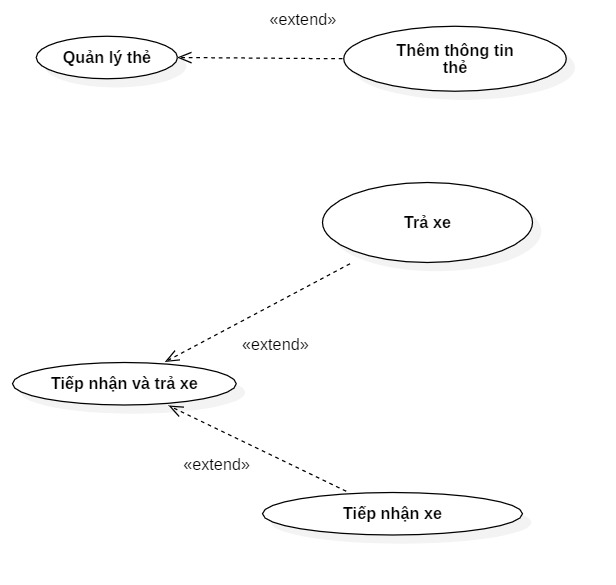 «extend»
Quản lý thẻ
Thêm thông tin
thẻ
Trả xe
«extend»
Tiếp nhận và trả xe
«extend»
Tiếp nhận xe